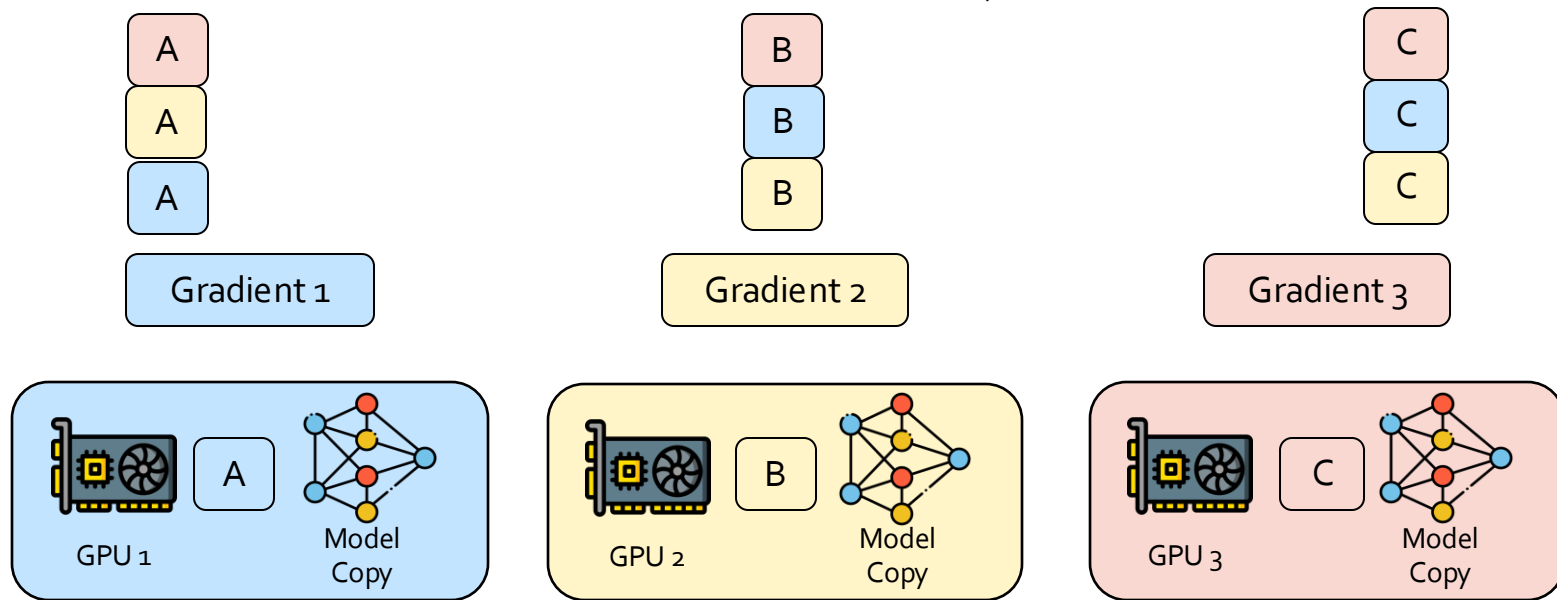 A
B
C
A
B
C
A
B
C
Gradient 1
Gradient 2
Gradient 3
A
B
C
GPU 1
Model
Copy
GPU 2
Model
Copy
GPU 3
Model
Copy